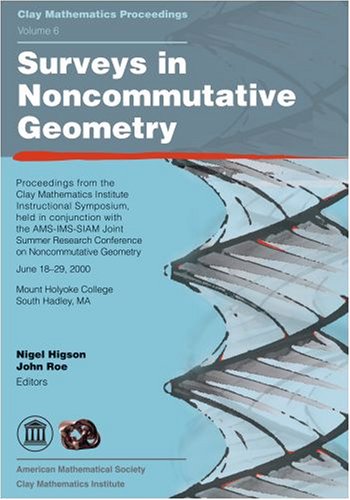 Clay Mathematics Proceedings
Volume 6
Surveys in
Noncommutative
Geometry
Proceedings from the
Clay Mathematics Institute
Instructional Symposium,
held in conjunction with
the AMS-IMS-SIAM Joint
Summer Research Conference
on Noncommutative Geometry
June 18–29, 2000
Mount Holyoke College
South Hadley, MA
Nigel Higson
John Roe
Editors
American Mathematical Society
Clay Mathematics Institute